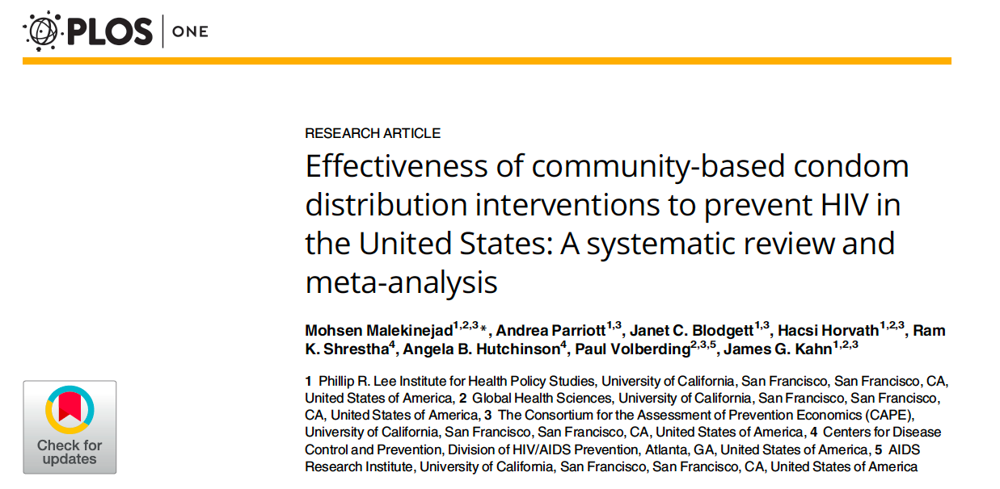 PLOS ONE
RESEARCH ARTICLE
Effectiveness of community-based condom
distribution interventions to prevent HIV in
the United States: A systematic review and
meta-analysis
Mohsen Malekinejad1,2,3*, Andrea Parriott1,3, Janet C. Blodgett1,3, Hacsi Horvath1,2,3, Ram
K. Shrestha4, Angela B. Hutchinson4, Paul Volberding2,3,5, James G. Kahn1,2,3
1 Phillip R. Lee Institute for Health Policy Studies, University of California, San Francisco, San Francisco, CA,
United States of America, 2 Global Health Sciences, University of California, San Francisco, San Francisco,
CA, United States of America, 3 The Consortium for the Assessment of Prevention Economics (CAPE),
University of California, San Francisco, San Francisco, CA, United States of America, 4 Centers for Disease
Control and Prevention, Division of HIV/AIDS Prevention, Atlanta, GA, United States of America, 5 AIDS
Research Institute, University of California, San Francisco, San Francisco, CA, United States of America
Check for
updates